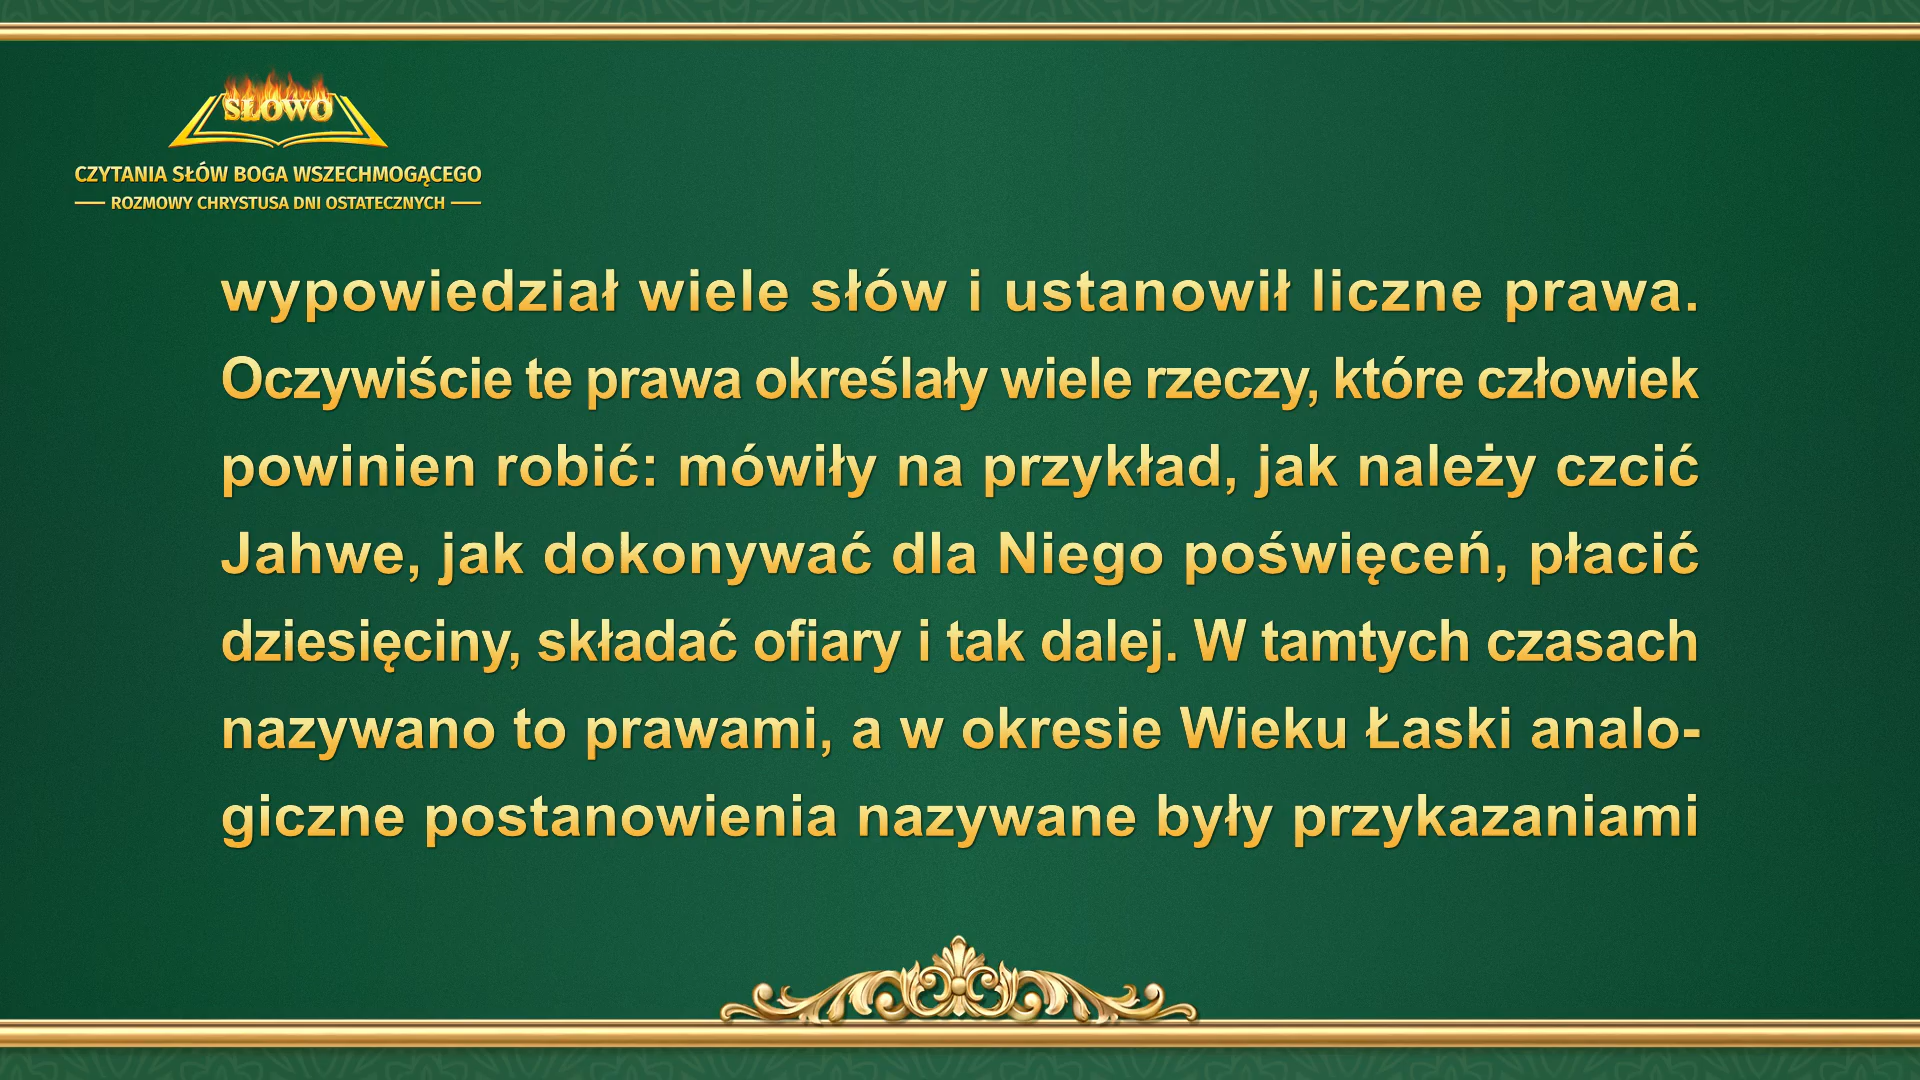 SŁOWO
CZYTANIA SŁÓW BOGA WSZECHMOGĄCEGO
ROZMOWY CHRYSTUSA DNI OSTATECZNYCH
wypowiedział wiele słów i ustanowił liczne prawa.
Oczywiście te prawa określały wiele rzeczy, które człowiek
powinien robić: mówiły na przykład, jak należy czcić
Jahwe, jak dokonywać dla Niego poświęceń, płacić
dziesięciny, składać ofiary i tak dalej. W tamtych czasach
nazywano to prawami, a w okresie Wieku Łaski analo-
giczne postanowienia nazywane były przykazaniami